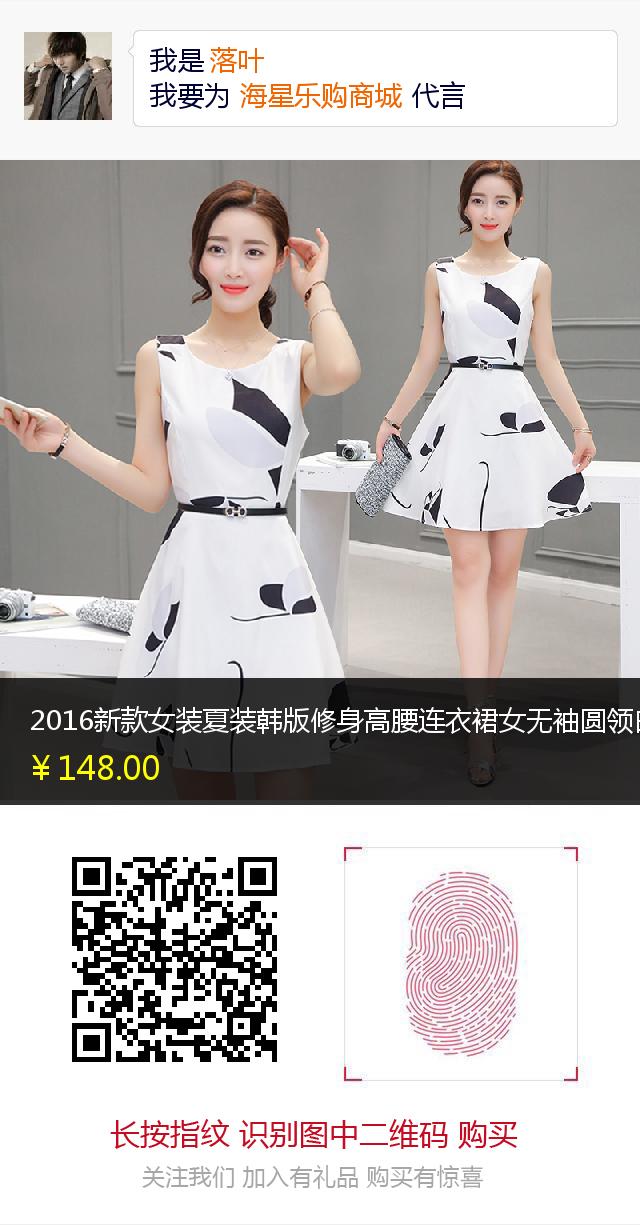 我是 落叶
我要为 海星乐购商城 代言
2016新款女装夏装韩版修身高腰连衣裙女无袖圆领
¥ 148.00
长按指纹 识别图中二维码 购买
关注我们 加入有礼品 购买有惊喜